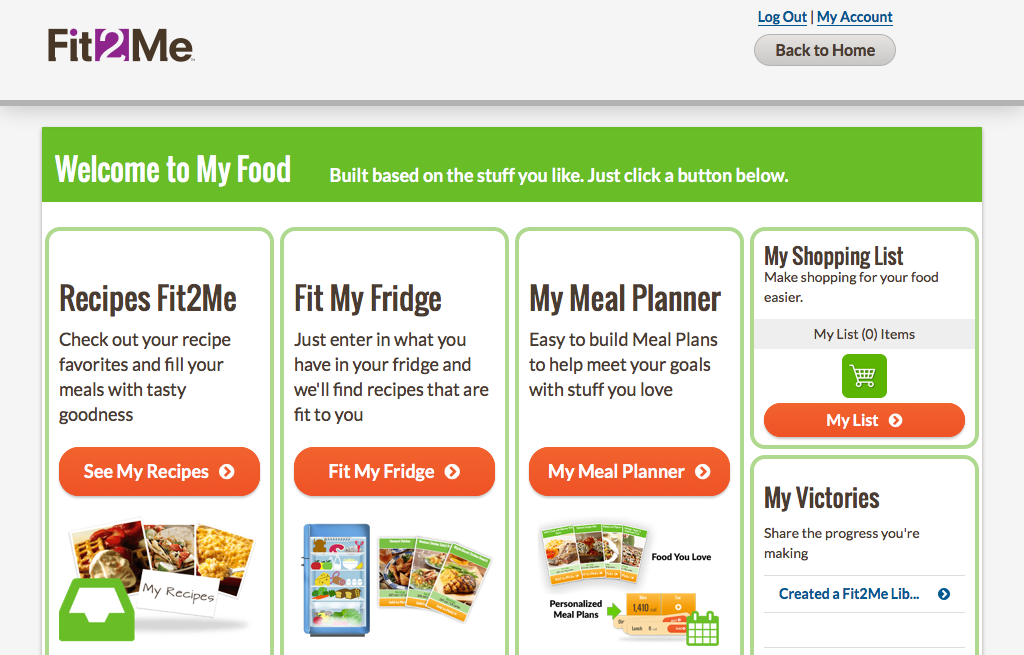 Fit2Me
Log Out | My Account
Back to Home
Welcome to My Food
Built based on the stuff you like. Just click a button below.
Recipes Fit2Me
Check out your recipe
favorites and fill your
meals with tasty
goodness
See My Recipes
My Recipes
Fit My Fridge
Just enter in what you
have in your fridge and
we'll find recipes that are
fit to you
Fit My Fridge
My Meal Planner
Easy to build Meal Plans
to help meet your goals
with stuff you love
My Meal Planner
Food You Love
Personalized
Meal Plans
1,410
My Shopping List
Make shopping for your food
easier.
My List (0) Items
My List
My Victories
Share the progress you're
making
Created a Fit2Me Lib...